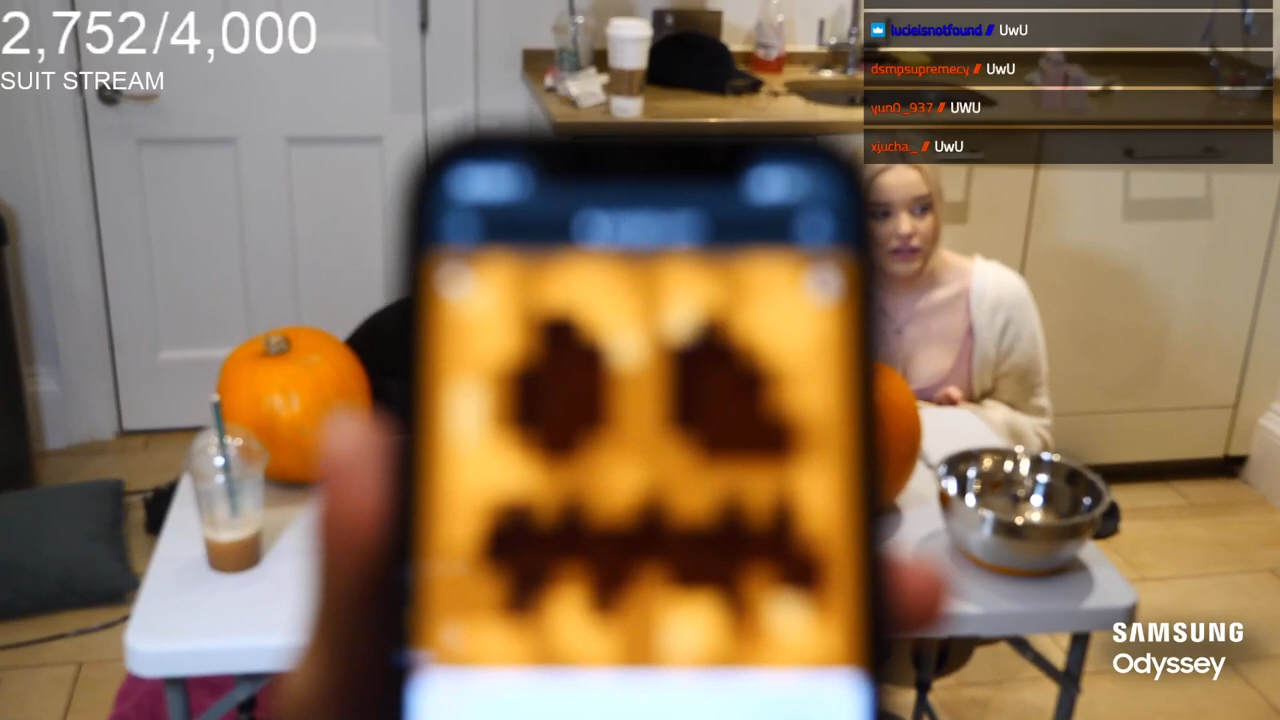 2,752/4,000
SUIT STREAM
lucieisnotfound // UwU
dsmpsupremecy // UwU
yun0_937 // UWU
xjucha_ // UwU
SAMSUNG
Odyssey